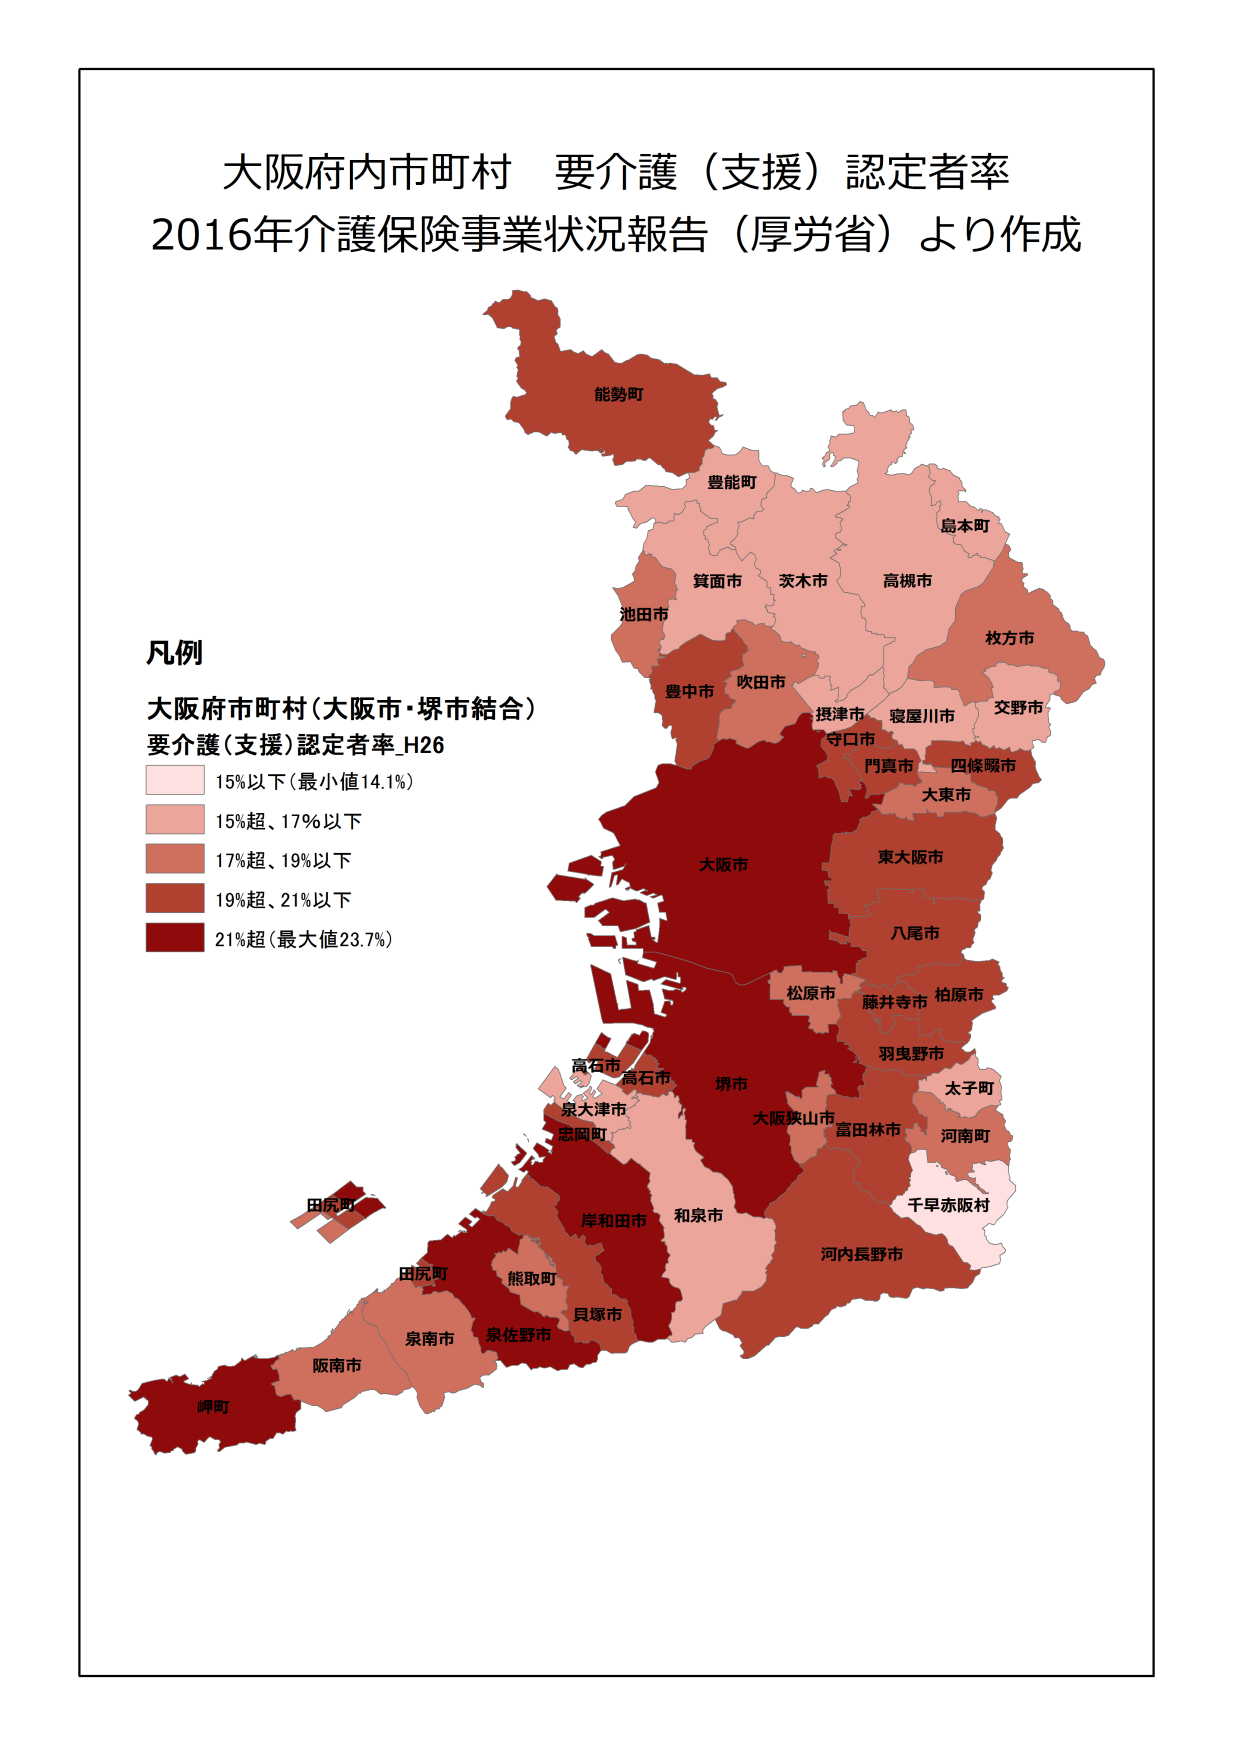 大阪府内市町村　要介護（支援）認定者率
2016年介護保険事業状況報告（厚労省）より作成
能勢町
豊能町
島本町
箕面市
茨木市
高槻市
池田市
枚方市
豊中市
吹田市
摂津市
寝屋川市
交野市
守口市
門真市
四條畷市
大東市
凡例
大阪府市町村(大阪市・堺市結合)
要介護(支援)認定者率_H26
15%以下(最小値14.1%)
15%超、17%以下
17%超、19%以下
19%超、21%以下
21%超(最大値23.7%)
大阪市
東大阪市
八尾市
松原市
藤井寺市
柏原市
羽曳野市
高石市
高石市
堺市
太子町
泉大津市
大阪狭山市
富田林市
河南町
忠岡町
田尻町
岸和田市
和泉市
千早赤阪村
河内長野市
田尻町
熊取町
貝塚市
泉南市
泉佐野市
阪南市
岬町